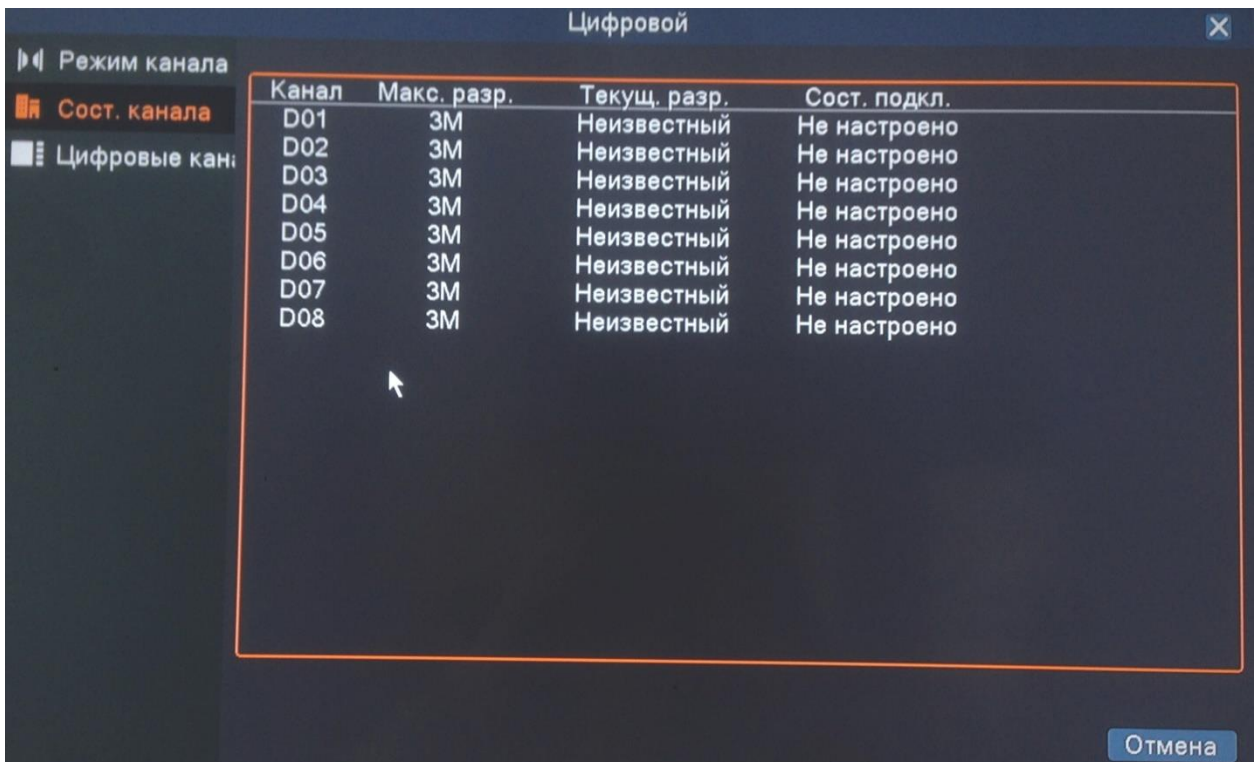 Цифровой
Режим канала
Сост. канала
Цифровые кана
Канал Макс. разр. Текущ. разр. Сост. подкл.
D01 3M Неизвестный Не настроено
D02 3M Неизвестный Не настроено
D03 3M Неизвестный Не настроено
D04 3M Неизвестный Не настроено
D05 3M Неизвестный Не настроено
D06 3M Неизвестный Не настроено
D07 3M Неизвестный Не настроено
D08 3M Неизвестный Не настроено
Отмена